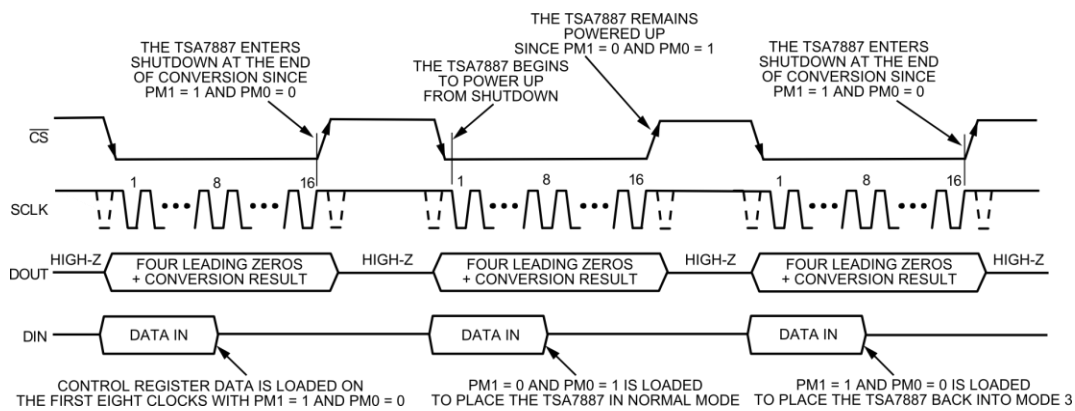 THE TSA7887 ENTERS
SHUTDOWN AT THE END
OF CONVERSION SINCE
PM1 = 1 AND PM0 = 0
THE TSA7887 BEGINS
TO POWER UP
FROM SHUTDOWN
THE TSA7887 REMAINS
POWERED UP
SINCE PM1 = 0 AND PM0 = 1
THE TSA7887 ENTERS
SHUTDOWN AT THE END
OF CONVERSION SINCE
PM1 = 1 AND PM0 = 0
CS
SCLK
1 8 16 1 8 16 1 8 16
DOUT
HIGH-Z
FOUR LEADING ZEROS
+ CONVERSION RESULT
HIGH-Z
FOUR LEADING ZEROS
+ CONVERSION RESULT
HIGH-Z
FOUR LEADING ZEROS
+ CONVERSION RESULT
HIGH-Z
DIN
DATA IN
DATA IN
DATA IN
CONTROL REGISTER DATA IS LOADED ON
THE FIRST EIGHT CLOCKS WITH PM1 = 1 AND PM0 = 0
PM1 = 0 AND PM0 = 1 IS LOADED
TO PLACE THE TSA7887 IN NORMAL MODE
PM1 = 1 AND PM0 = 0 IS LOADED
TO PLACE THE TSA7887 BACK INTO MODE 3